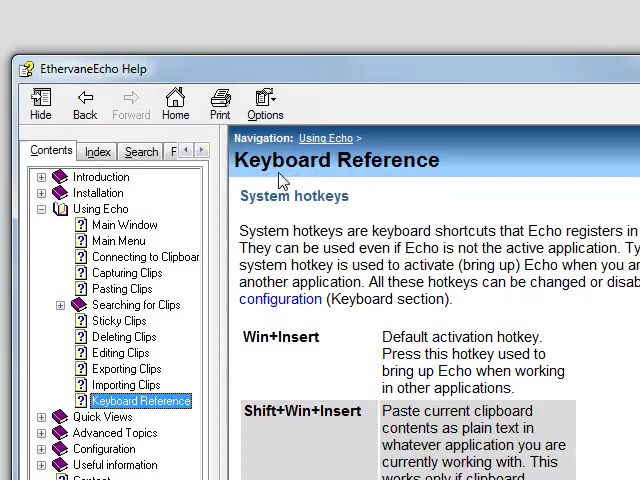 EthervaneEcho Help
Hide Back Forward Home Print Options
Contents Index Search F
Navigation: Using Echo >
Keyboard Reference
Introduction
Installation
Using Echo
Main Window
Main Menu
Connecting to Clipboar
Capturing Clips
Pasting Clips
Searching for Clips
Sticky Clips
Deleting Clips
Editing Clips
Exporting Clips
Importing Clips
Keyboard Reference
Quick Views
Advanced Topics
Configuration
Useful information
System hotkeys
System hotkeys are keyboard shortcuts that Echo registers in
They can be used even if Echo is not the active application. Ty
system hotkey is used to activate (bring up) Echo when you ar
another application. All these hotkeys can be changed or disab
configuration (Keyboard section).
Win+Insert
Default activation hotkey.
Press this hotkey used to
bring up Echo when working
in other applications.
Shift+Win+Insert
Paste current clipboard
contents as plain text in
whatever application you are
currently working with. This
works only if clipboard